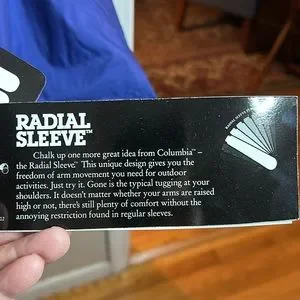 RADIAL
SLEEVE™
Chalk up one more great idea from Columbia™ –
the Radial Sleeve.™ This unique design gives you the
freedom of arm movement you need for outdoor
activities. Just try it. Gone is the typical tugging at your
shoulders. It doesn't matter whether your arms are raised
high or not, there's still plenty of comfort without the
annoying restriction found in regular sleeves.